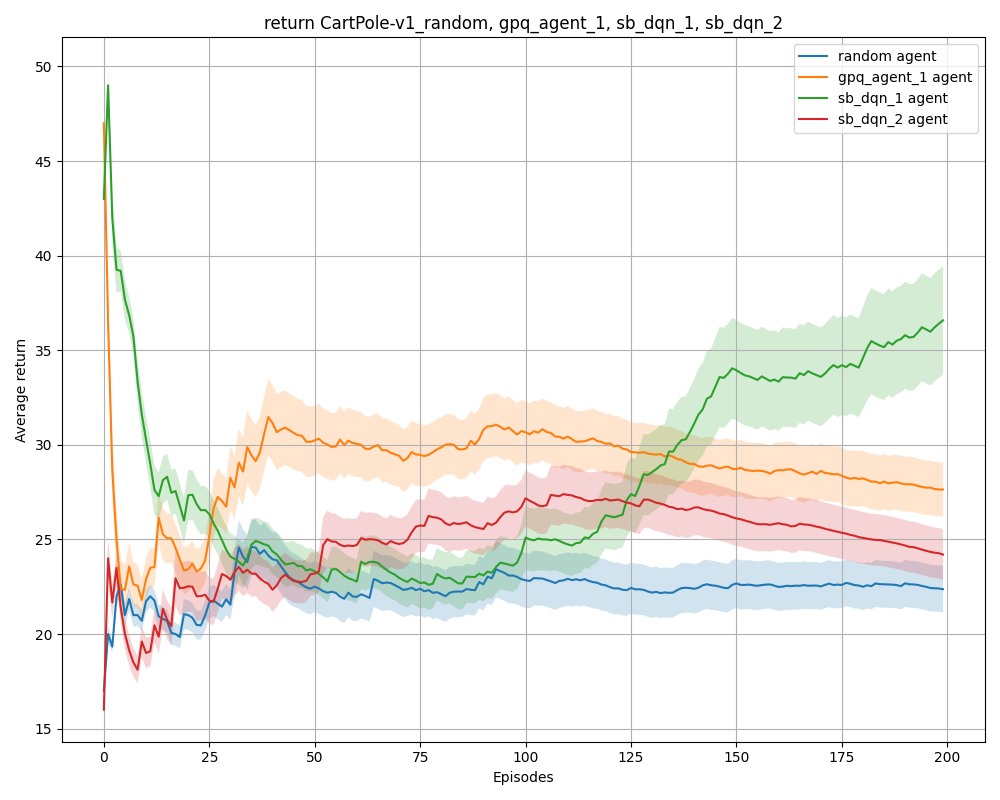 return CartPole-v1_random, gpq_agent_1, sb_dqn_1, sb_dqn_2
random agent
gpq_agent_1 agent
sb_dqn_1 agent
sb_dqn_2 agent
Average return
50
45
40
35
30
25
20
15
0 25 50 75 100 125 150 175 200
Episodes